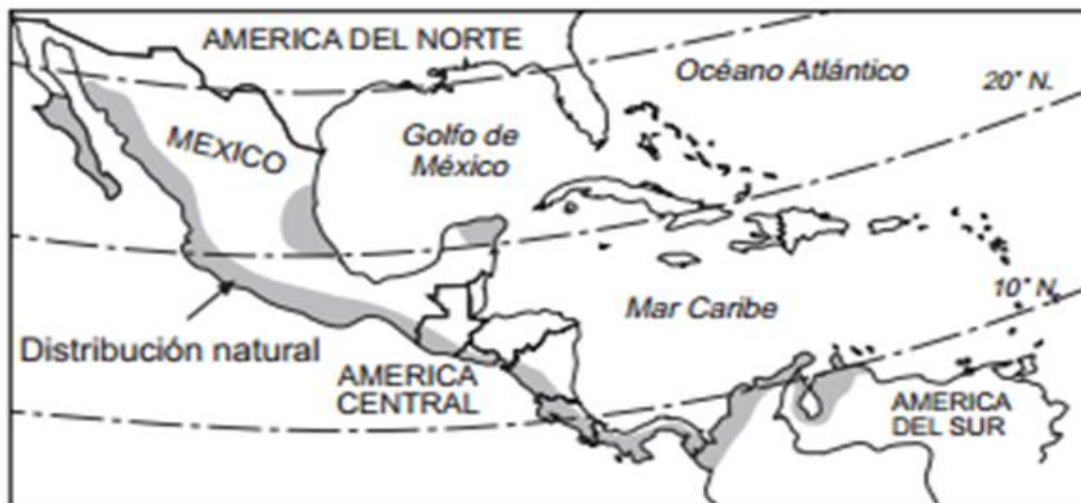 AMERICA DEL NORTE
Océano Atlántico
20° N.
MEXICO
Golfo de
México
Mar Caribe
10° N.
Distribución natural
AMERICA
CENTRAL
AMERICA
DEL SUR